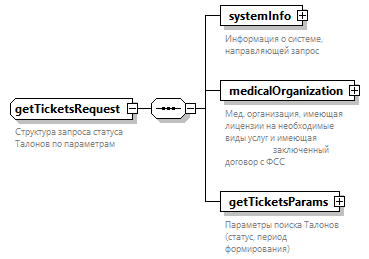 systemInfo
Информация о системе,
направляющей запрос
getTicketsRequest
Структура запроса статуса
Талонов по параметрам
medicalOrganization
Мед. организация, имеющая
лицензии на необходимые
виды услуг и имеющая
заключенный
договор с ФСС
getTicketsParams
Параметры поиска Талонов
(статус, период
формирования)